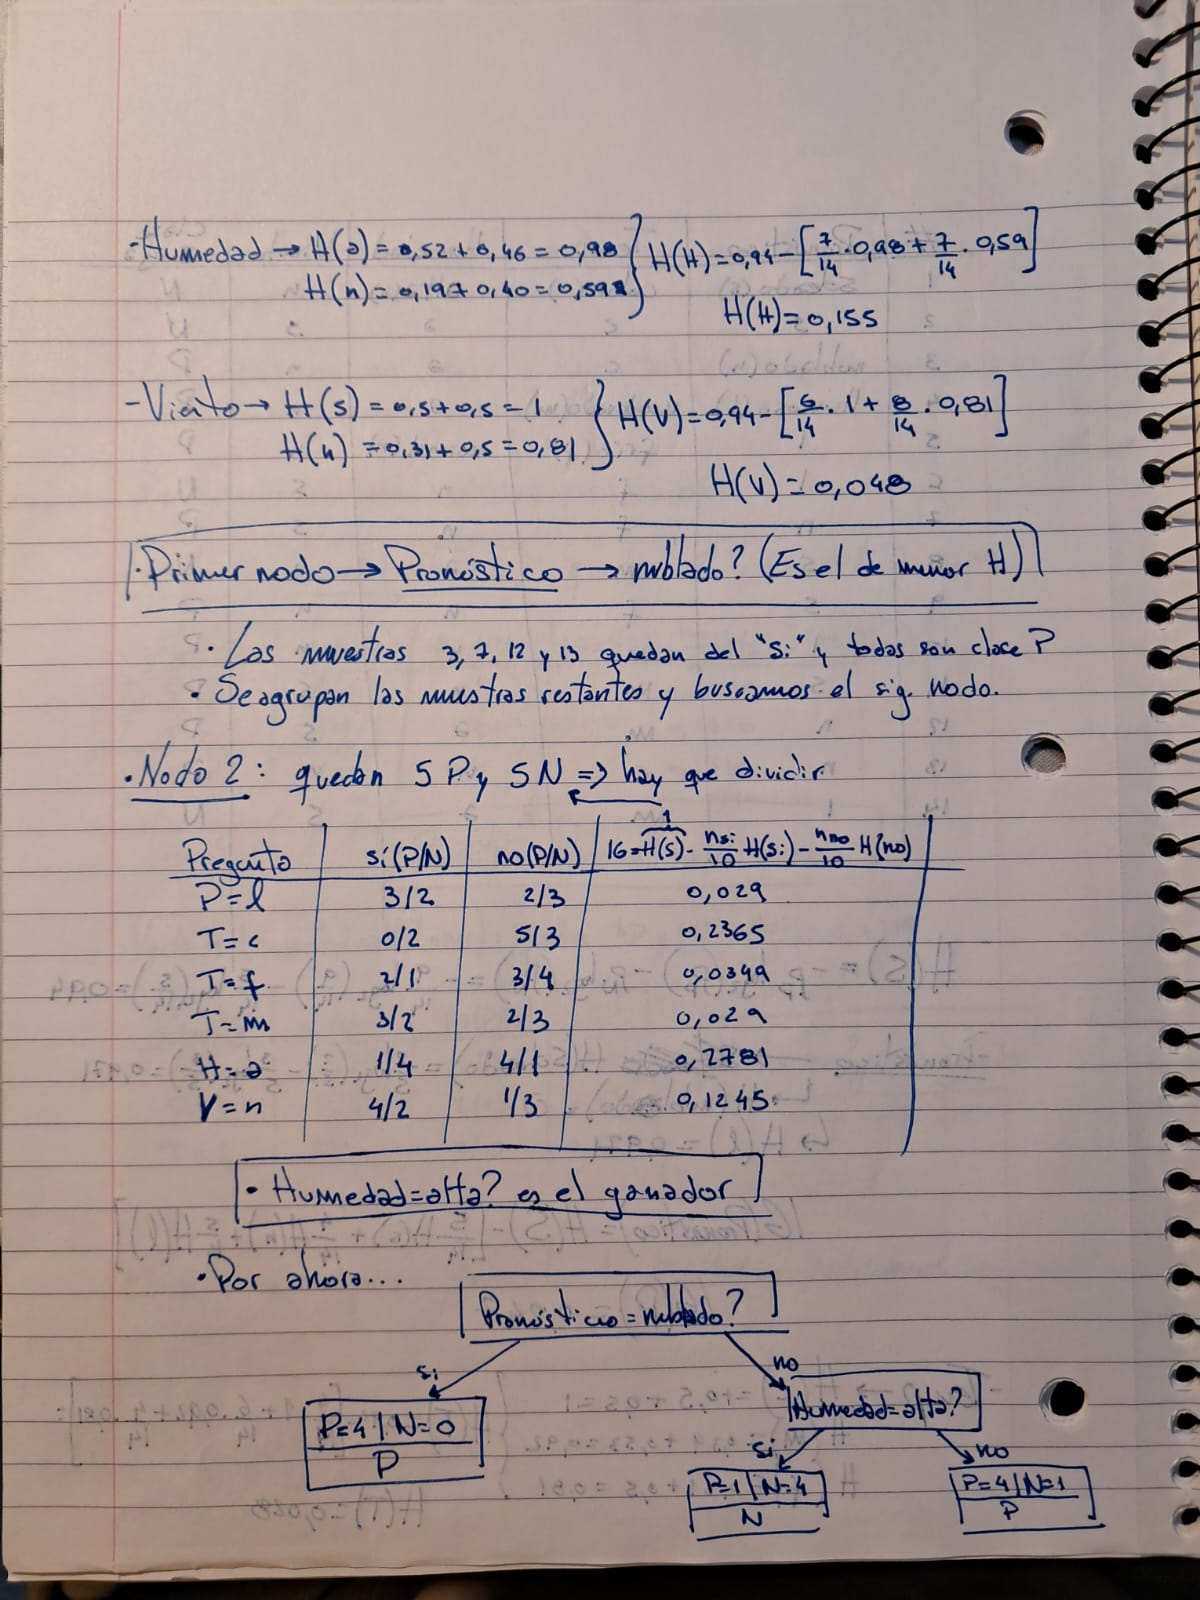 -Humedad → H(a) = 0,52 + 0,46 = 0,98 } H(H) = 0,94 - [7/14 · 0,98 + 7/14 · 0,59]
H(n) = 0,19 + 0,40 = 0,592
H(H) = 0,155
-Viento → H(s) = 0,5 + 0,5 = 1 } H(V) = 0,94 - [6/14 · 1 + 8/14 · 0,81]
H(n) = 0,31 + 0,5 = 0,81
H(V) = 0,048
· Primer nodo → Pronóstico → nublado? (Es el de menor H)
· Las muestras 3, 7, 12 y 13 quedan del "Si" y todas son clase P
· Se agrupan las muestras restantes y buscamos el sig. nodo.
· Nodo 2: quedan 5 P y 5 N => hay que dividir
1
Pregunta | sí (P/N) | no (P/N) | IG = H(S) - nsi/10 H(si) - nno/10 H(no)
P = l | 3/2 | 2/3 | 0,029
T = c | 0/2 | 5/3 | 0,2365
T = f | 2/1 | 3/4 | 0,0349
T = m | 3/2 | 2/3 | 0,029
H = a | 1/4 | 4/1 | 0,2781
V = n | 4/2 | 1/3 | 0,1245
· Humedad = alta? es el ganador
· Por ahora...
Pronóstico = nublado?
si no
Humedad = alta?
P=4 | N=0
P
si no
P=1 | N=4 P=4 | N=1
N P